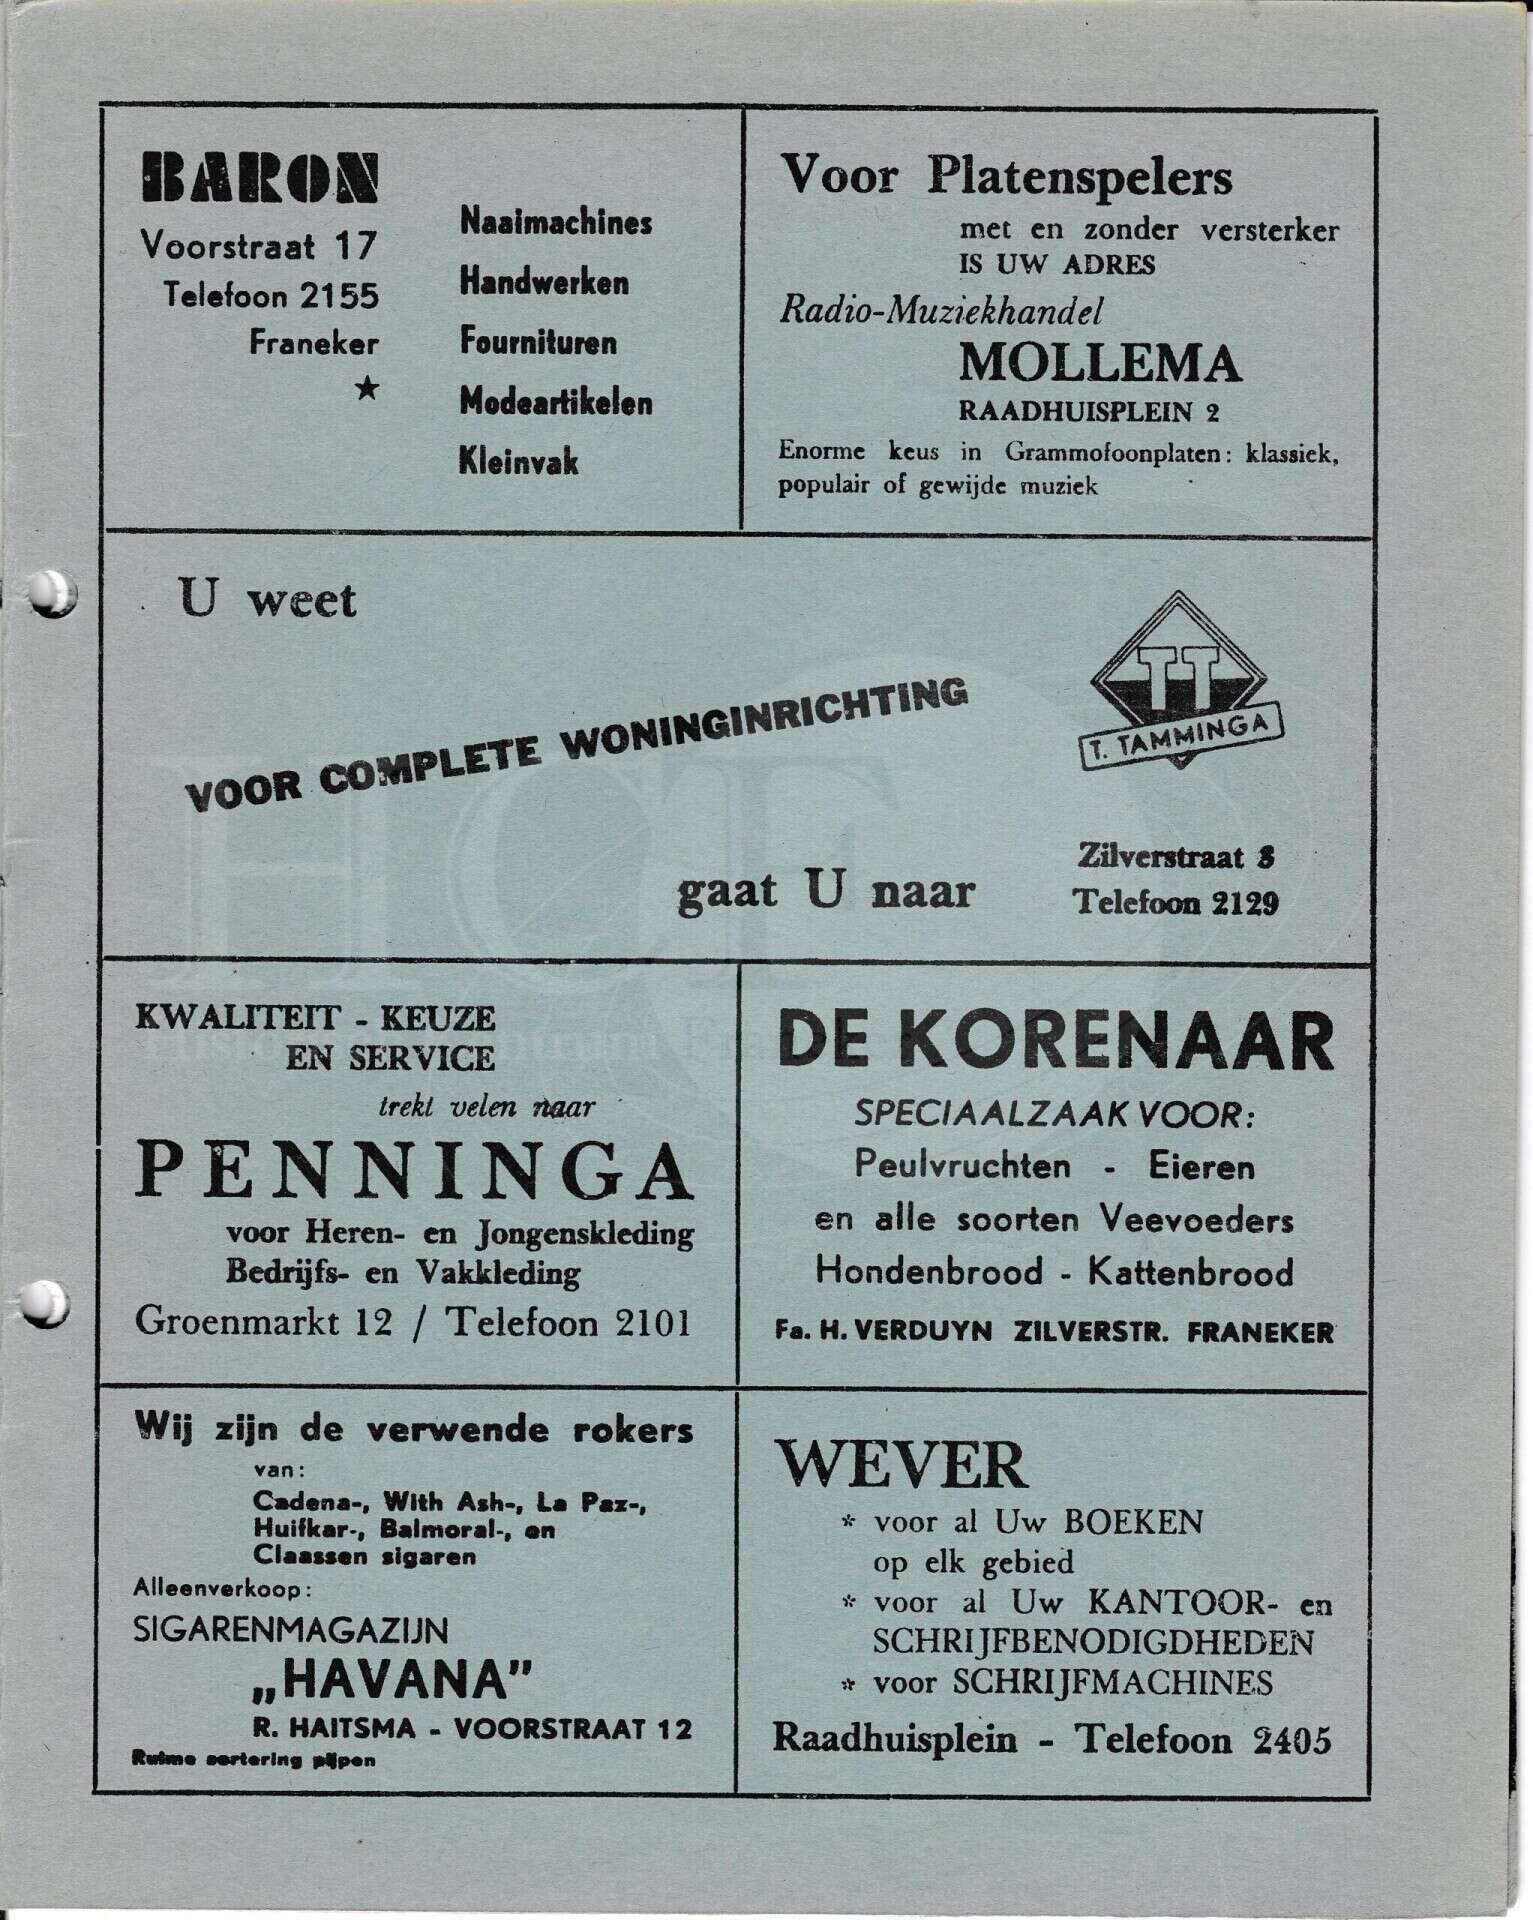 BARON
Voorstraat 17
Telefoon 2155
Franeker
Naaimachines
Handwerken
Fournituren
Modeartikelen
Kleinvak
Voor Platenspelers
met en zonder versterker
IS UW ADRES
Radio-Muziekhandel
MOLLEMA
RAADHUISPLEIN 2
Enorme keus in Grammofoonplaten: klassiek,
populair of gewijde muziek
U weet
VOOR COMPLETE WONINGINRICHTING
gaat U naar
TT
T. TAMMINGA
Zilverstraat 8
Telefoon 2129
KWALITEIT - KEUZE
EN SERVICE
trekt velen naar
PENNINGA
voor Heren- en Jongenskleding
Bedrijfs- en Vakkleding
Groenmarkt 12 / Telefoon 2101
DE KORENAAR
SPECIAALZAAK VOOR:
Peulvruchten - Eieren
en alle soorten Veevoeders
Hondenbrood - Kattenbrood
Fa. H. VERDUYN ZILVERSTR. FRANEKER
Wij zijn de verwende rokers
van:
Cadena-, With Ash-, La Paz-,
Huifkar-, Balmoral-, en
Claassen sigaren
Alleenverkoop:
SIGARENMAGAZIJN
„HAVANA”
R. HAITSMA - VOORSTRAAT 12
Ruime sortering pijpen
WEVER
* voor al Uw BOEKEN
op elk gebied
* voor al Uw KANTOOR- en
SCHRIJFBENODIGDHEDEN
* voor SCHRIJFMACHINES
Raadhuisplein - Telefoon 2405